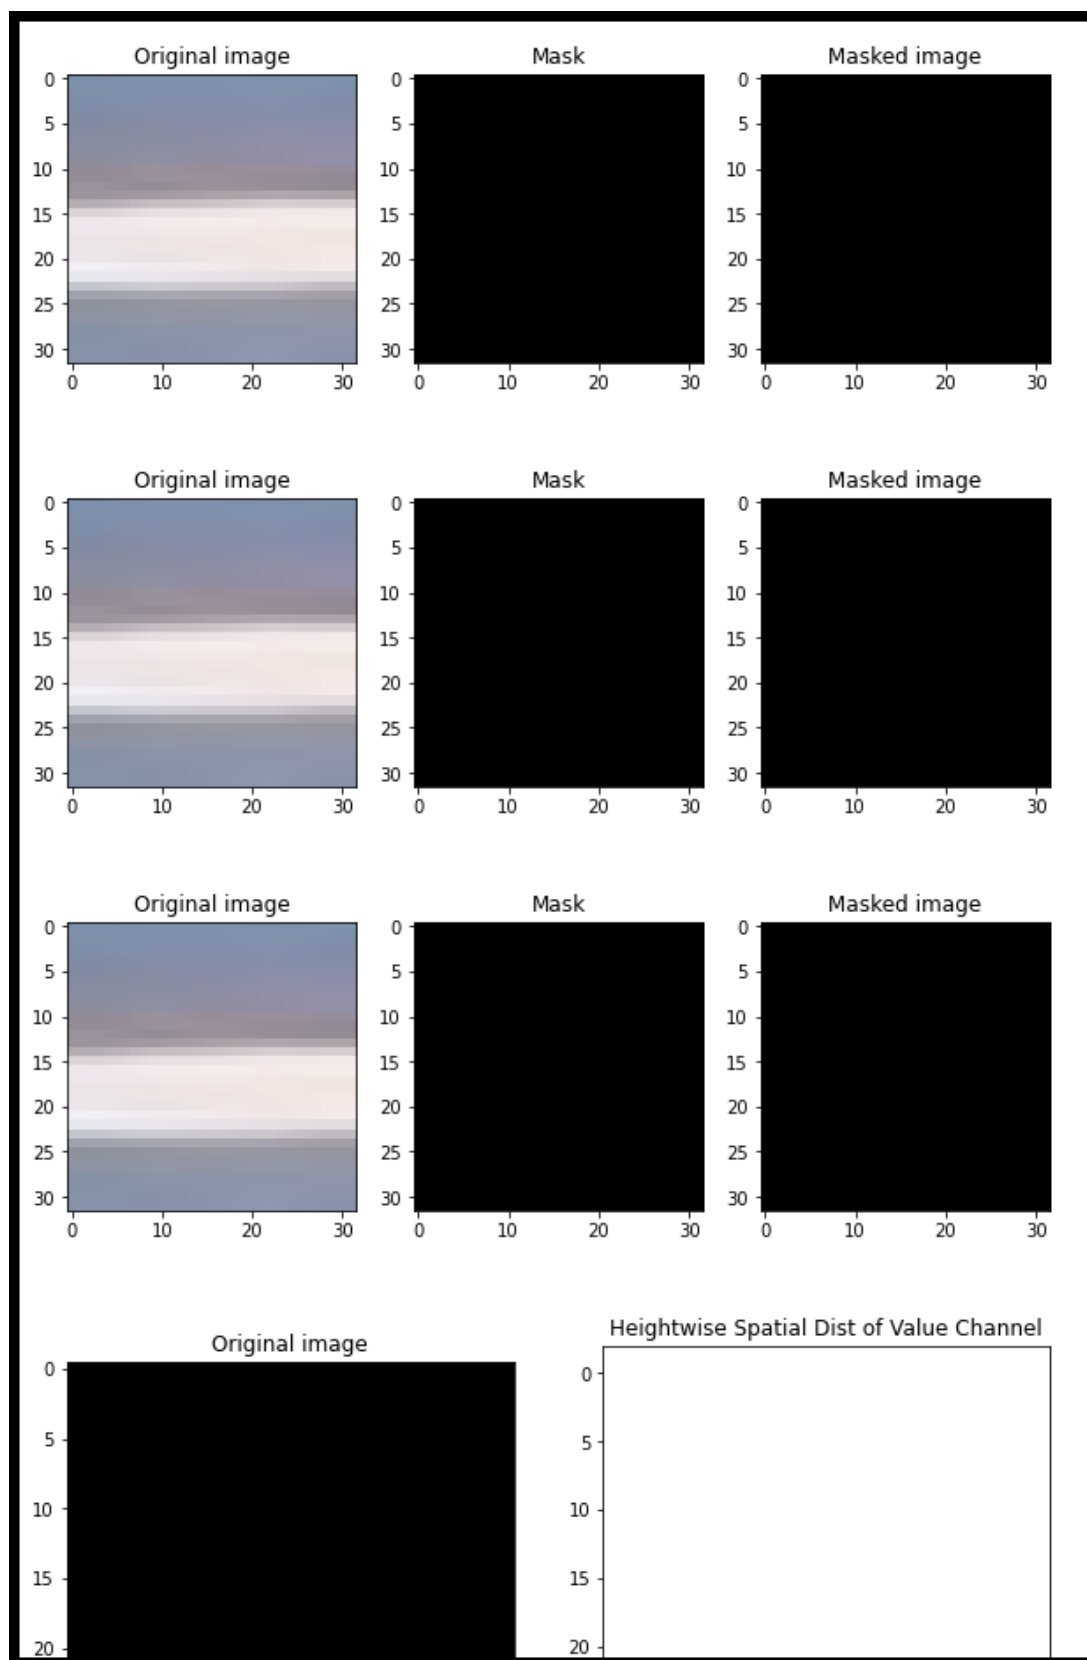 Original image Mask Masked image
0 0 0
5 5 5
10 10 10
15 15 15
20 20 20
25 25 25
30 30 30
0 10 20 30 0 10 20 30 0 10 20 30
Original image Mask Masked image
0 0 0
5 5 5
10 10 10
15 15 15
20 20 20
25 25 25
30 30 30
0 10 20 30 0 10 20 30 0 10 20 30
Original image Mask Masked image
0 0 0
5 5 5
10 10 10
15 15 15
20 20 20
25 25 25
30 30 30
0 10 20 30 0 10 20 30 0 10 20 30
Original image Heightwise Spatial Dist of Value Channel
0 0
5 5
10 10
15 15
20 20